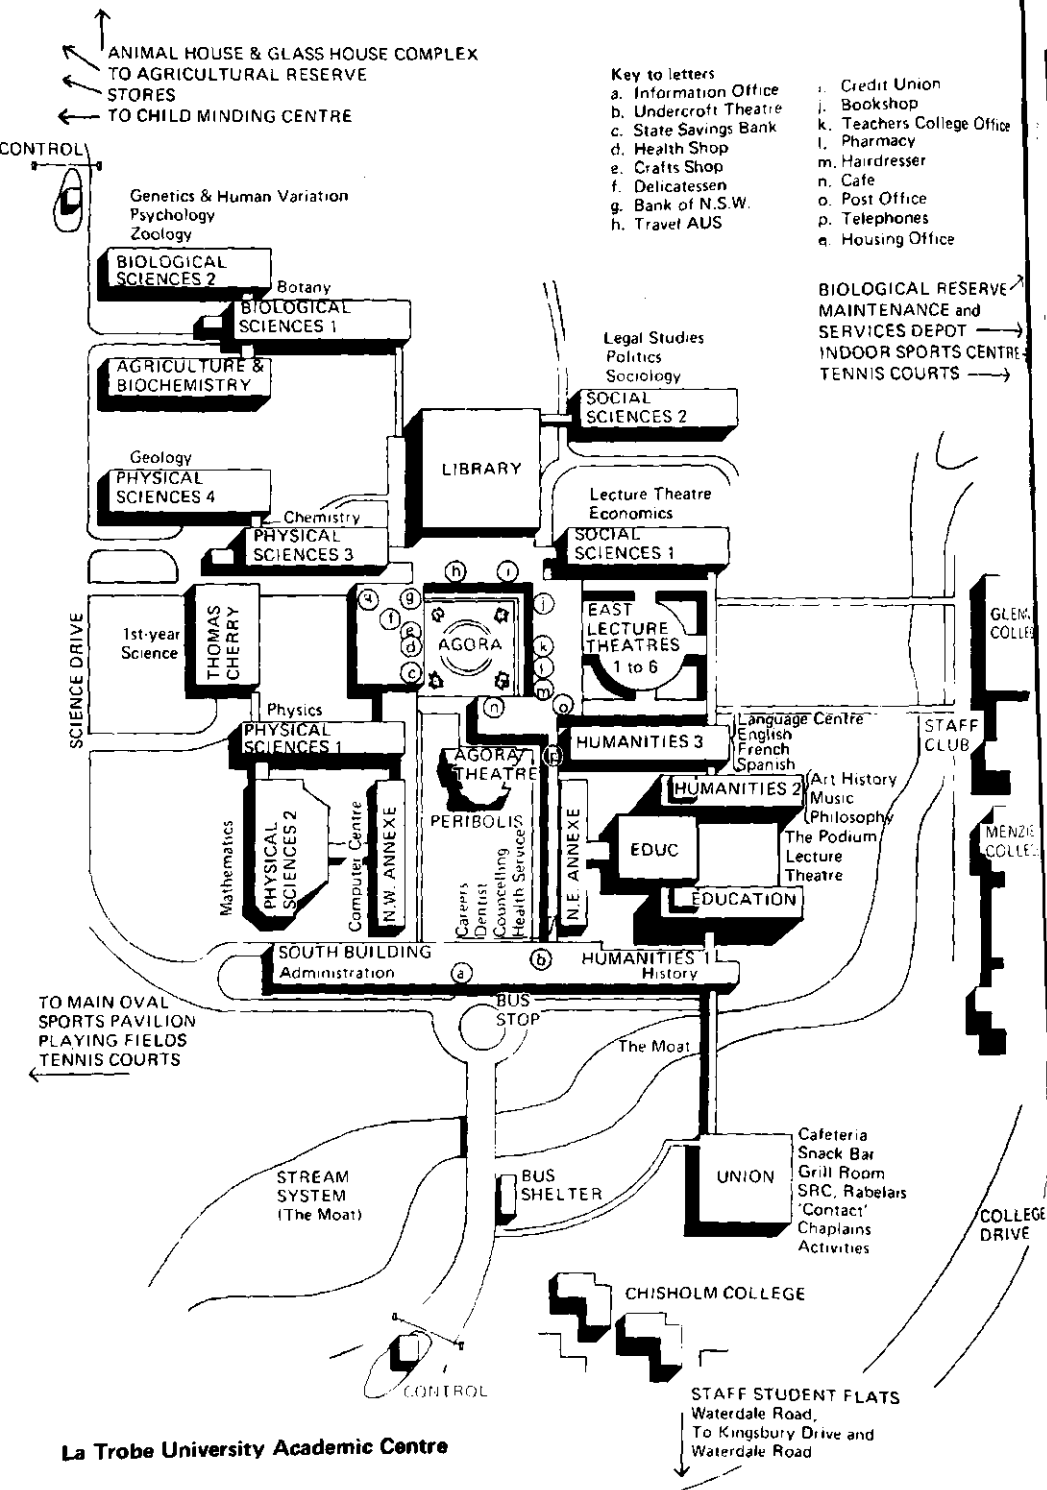 ANIMAL HOUSE & GLASS HOUSE COMPLEX
TO AGRICULTURAL RESERVE
STORES
TO CHILD MINDING CENTRE
CONTROL
Key to letters
a. Information Office
b. Undercroft Theatre
c. State Savings Bank
d. Health Shop
e. Crafts Shop
f. Delicatessen
g. Bank of N.S.W.
h. Travel AUS
i. Credit Union
j. Bookshop
k. Teachers College Office
l. Pharmacy
m. Hairdresser
n. Cafe
o. Post Office
p. Telephones
q. Housing Office
BIOLOGICAL RESERVE
MAINTENANCE and
SERVICES DEPOT
INDOOR SPORTS CENTRE
TENNIS COURTS
Genetics & Human Variation
Psychology
Zoology
BIOLOGICAL
SCIENCES 2
Botany
BIOLOGICAL
SCIENCES 1
AGRICULTURE &
BIOCHEMISTRY
Legal Studies
Politics
Sociology
SOCIAL
SCIENCES 2
LIBRARY
Geology
PHYSICAL
SCIENCES 4
Chemistry
PHYSICAL
SCIENCES 3
Lecture Theatre
Economics
SOCIAL
SCIENCES 1
h
i
q
g
f
e
d
c
j
k
l
m
n
o
AGORA
EAST
LECTURE
THEATRES
1 to 6
SCIENCE DRIVE
1st-year
Science
THOMAS
CHERRY
GLENN
COLLEG
STAFF
CLUB
Physics
PHYSICAL
SCIENCES 1
HUMANITIES 3
Language Centre
English
French
Spanish
p
AGORA
THEATRE
PERIBOLIS
HUMANITIES 2
Art History
Music
Philosophy
MENZIE
COLLEG
Mathematics
PHYSICAL
SCIENCES 2
Computer Centre
N.W. ANNEXE
Careers
Dentist
Councelling
Health Service
N.E. ANNEXE
EDUC
The Podium
Lecture
Theatre
EDUCATION
SOUTH BUILDING
Administration
a
b
HUMANITIES 1
History
BUS
STOP
TO MAIN OVAL
SPORTS PAVILION
PLAYING FIELDS
TENNIS COURTS
The Moat
STREAM
SYSTEM
(The Moat)
BUS
SHELTER
UNION
Cafeteria
Snack Bar
Grill Room
SRC, Rabelars
'Contact'
Chaplains
Activities
COLLEGE
DRIVE
CHISHOLM COLLEGE
CONTROL
STAFF STUDENT FLATS
Waterdale Road,
To Kingsbury Drive and
Waterdale Road
La Trobe University Academic Centre